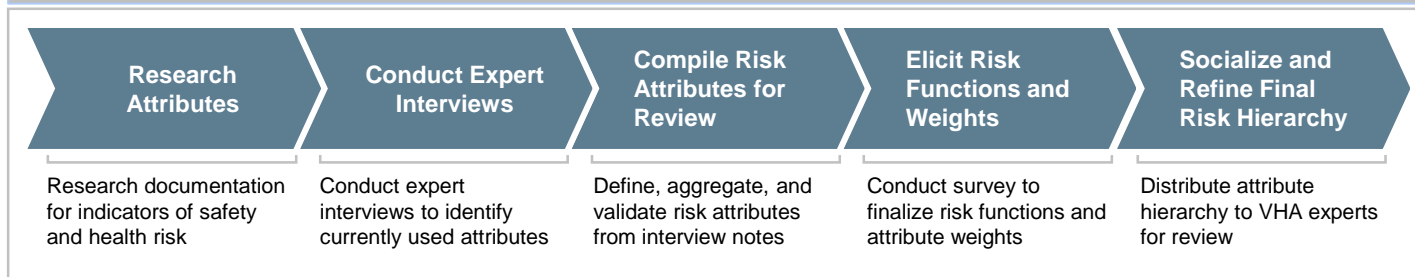 Research
Attributes
Conduct Expert
Interviews
Compile Risk
Attributes for
Review
Elicit Risk
Functions and
Weights
Socialize and
Refine Final
Risk Hierarchy
Research documentation
for indicators of safety
and health risk
Conduct expert
interviews to identify
currently used attributes
Define, aggregate, and
validate risk attributes
from interview notes
Conduct survey to
finalize risk functions and
attribute weights
Distribute attribute
hierarchy to VHA experts
for review